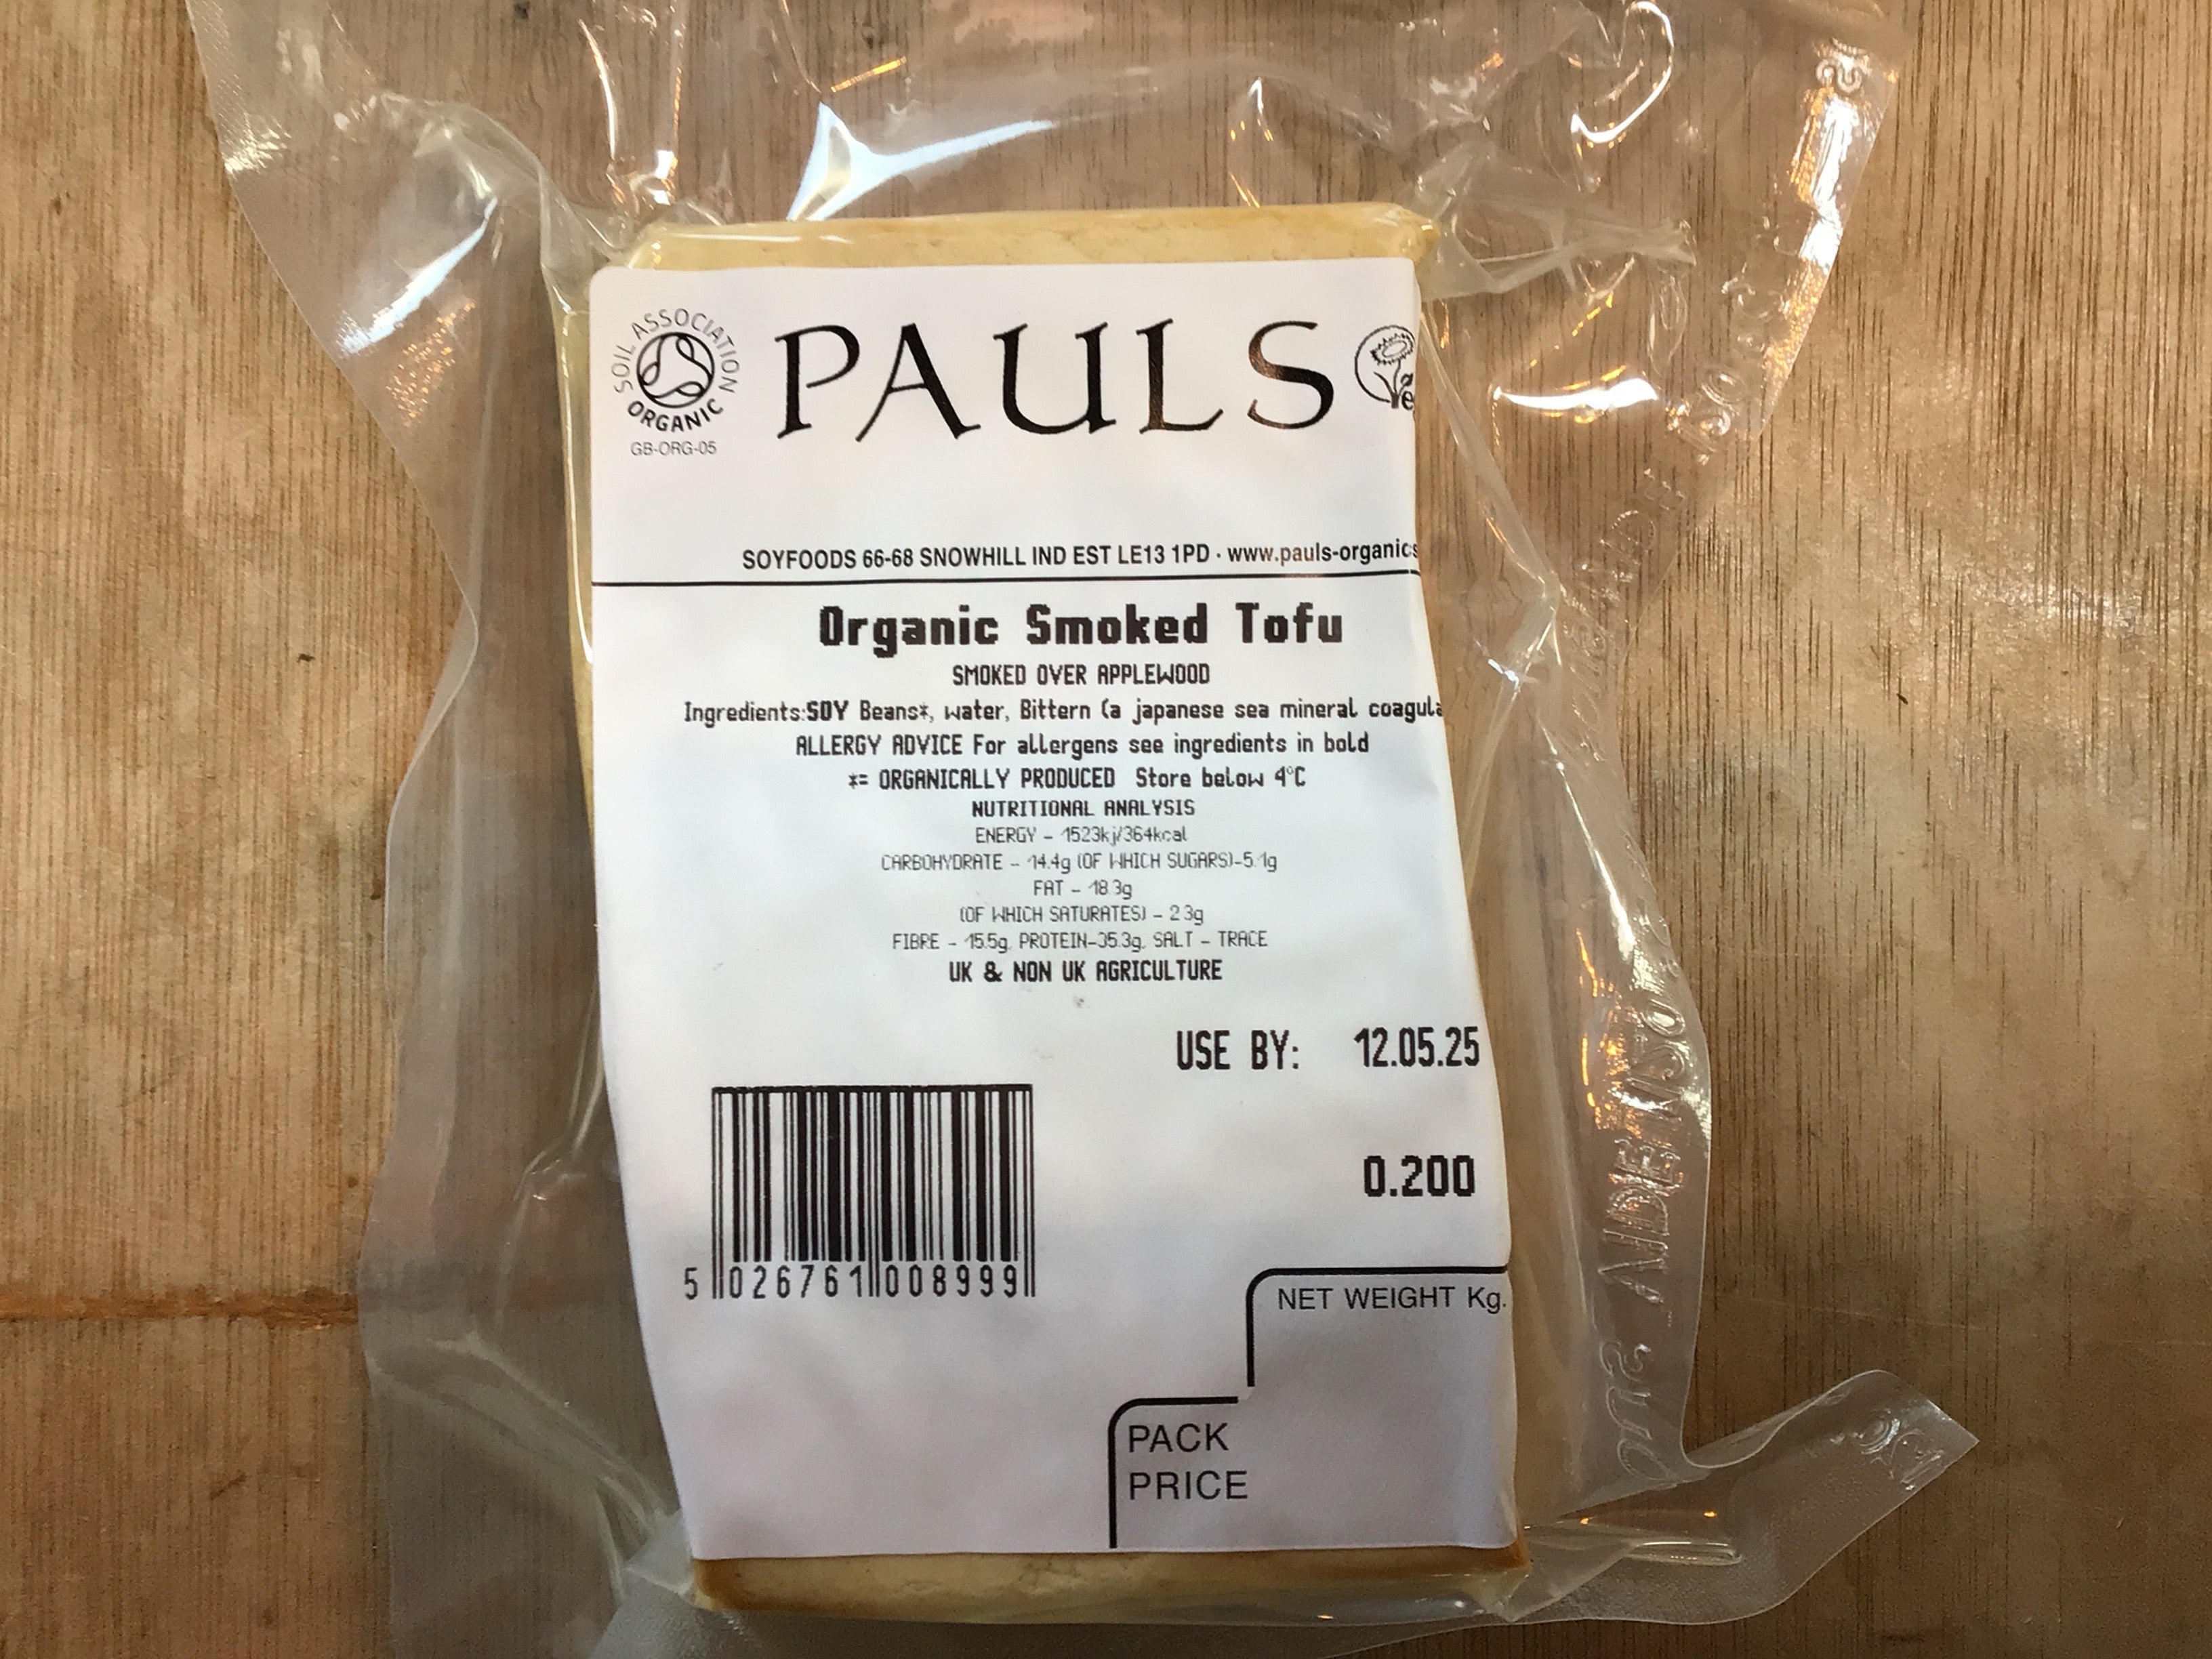 SOIL ASSOCIATION
ORGANIC
GB-ORG-05
PAULS
e
SOYFOODS 66-68 SNOWHILL IND EST LE13 1PD · www.pauls-organics
Organic Smoked Tofu
SMOKED OVER APPLEWOOD
Ingredients:SOY Beans*, water, Bittern (a japanese sea mineral coagula
ALLERGY ADVICE For allergens see ingredients in bold
*= ORGANICALLY PRODUCED Store below 4°C
NUTRITIONAL ANALYSIS
ENERGY - 1523kj/364kcal
CARBOHYDRATE - 14.4g (OF WHICH SUGARS)-5.1g
FAT - 18.3g
(OF WHICH SATURATES) - 2.3g
FIBRE - 15.5g, PROTEIN-35.3g, SALT - TRACE
UK & NON UK AGRICULTURE
USE BY: 12.05.25
0.200
5 026761 008999
NET WEIGHT Kg.
PACK
PRICE